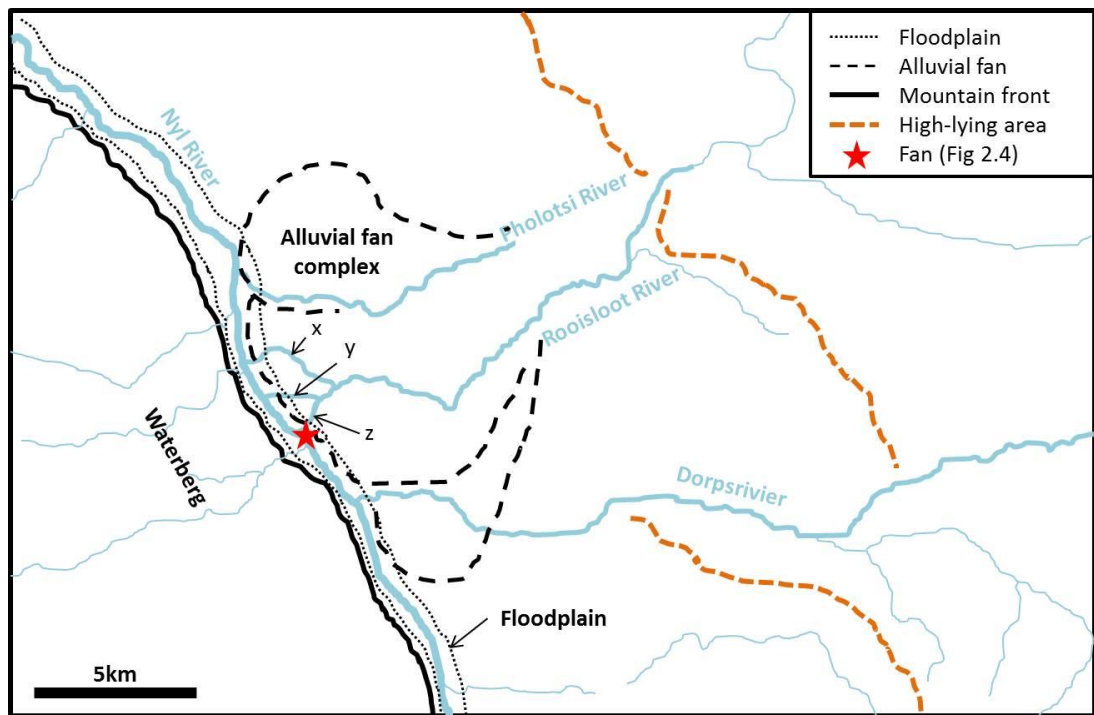 Floodplain
Alluvial fan
Mountain front
High-lying area
Fan (Fig 2.4)
Nyl River
Pholotsi River
Alluvial fan
complex
Rooisloot River
x
y
z
Waterberg
Dorpsrivier
Floodplain
5km